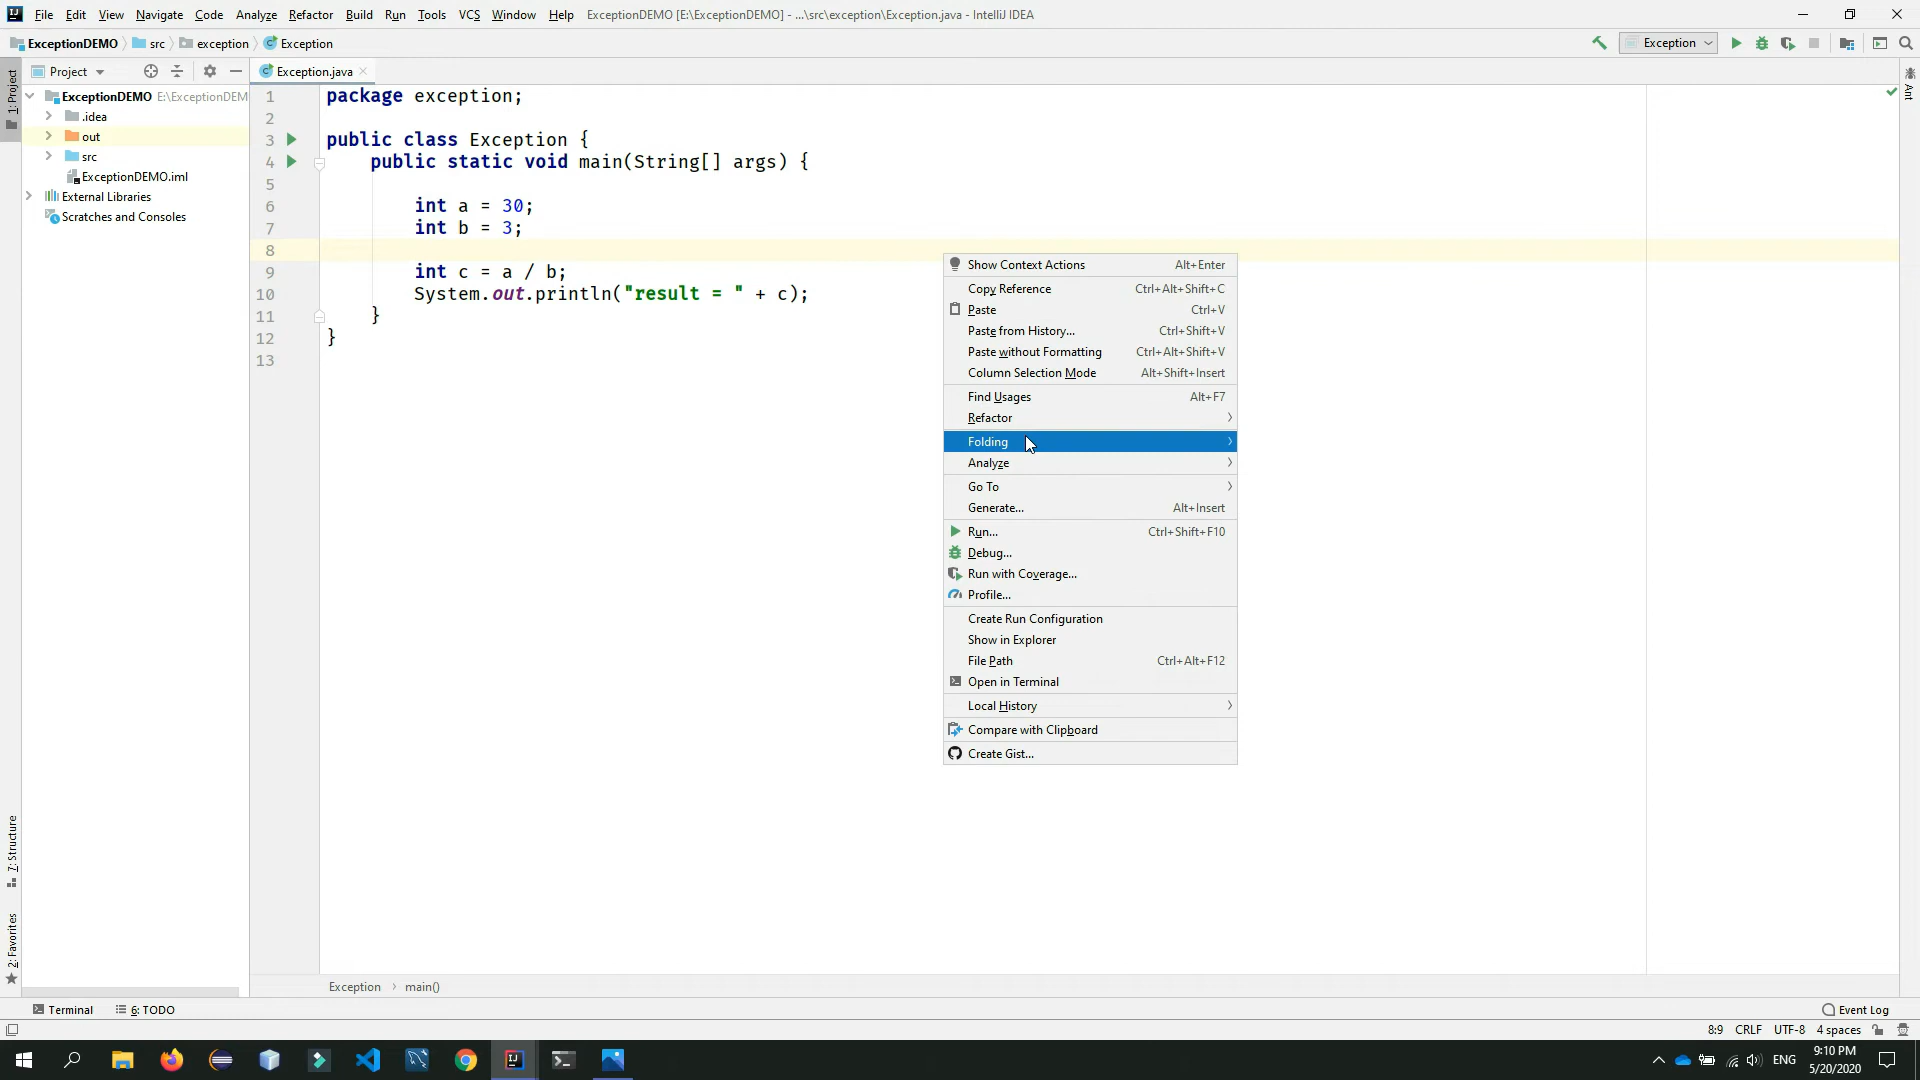 File Edit View Navigate Code Analyze Refactor Build Run Tools VCS Window Help ExceptionDEMO [E:\ExceptionDEMO] - ...\src\exception\Exception.java - IntelliJ IDEA
ExceptionDEMO src exception Exception
Exception
Project
Exception.java
1: Project
Ant
ExceptionDEMO E:\ExceptionDEM
.idea
out
src
ExceptionDEMO.iml
External Libraries
Scratches and Consoles
1 package exception;
2
3 public class Exception {
4 public static void main(String[] args) {
5
6 int a = 30;
7 int b = 3;
8
9 int c = a / b;
10 System.out.println("result = " + c);
11 }
12 }
13
Show Context Actions Alt+Enter
Copy Reference Ctrl+Alt+Shift+C
Paste Ctrl+V
Paste from History... Ctrl+Shift+V
Paste without Formatting Ctrl+Alt+Shift+V
Column Selection Mode Alt+Shift+Insert
Find Usages Alt+F7
Refactor
Folding
Analyze
Go To
Generate... Alt+Insert
Run... Ctrl+Shift+F10
Debug...
Run with Coverage...
Profile...
Create Run Configuration
Show in Explorer
File Path Ctrl+Alt+F12
Open in Terminal
Local History
Compare with Clipboard
Create Gist...
7: Structure
2: Favorites
Exception main()
Terminal 6: TODO Event Log
8:9 CRLF UTF-8 4 spaces
ENG
9:10 PM
5/20/2020